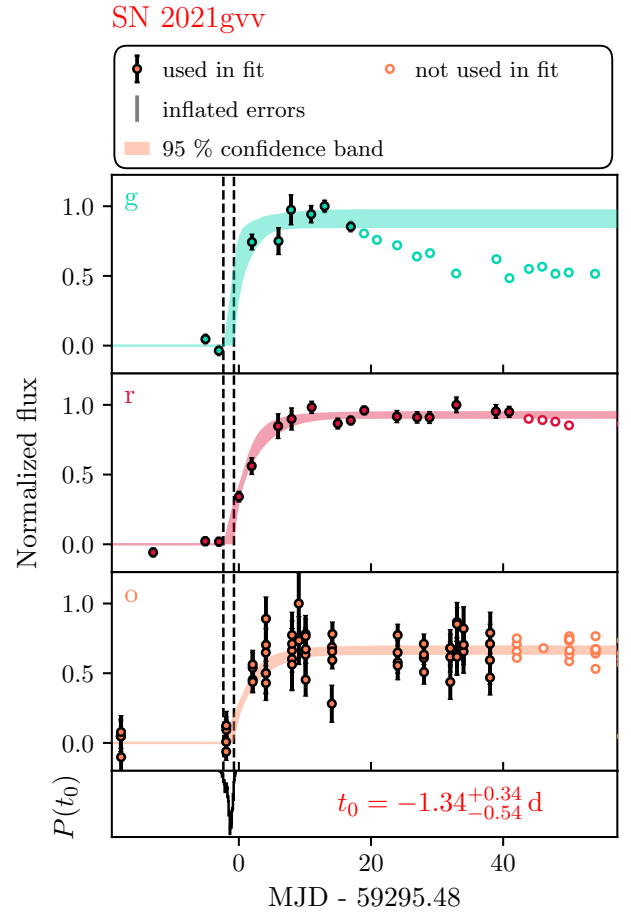 SN 2021gvv
used in fit
not used in fit
inflated errors
95 % confidence band
g
1.0
0.5
0.0
r
1.0
0.5
0.0
Normalized flux
o
1.0
0.5
0.0
P(t₀)
t₀ = −1.34⁺⁰·³⁴₋₀.₅₄ d
0 20 40
MJD - 59295.48